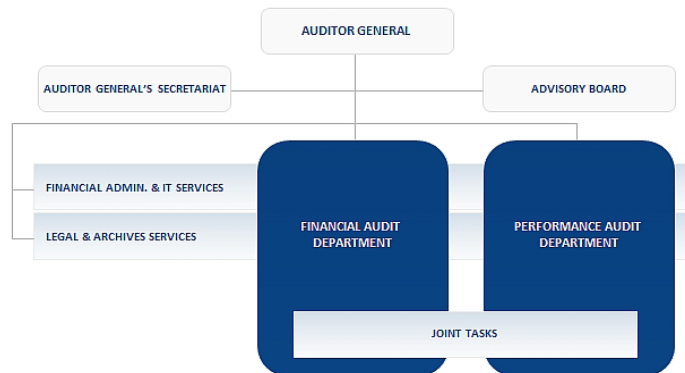 AUDITOR GENERAL
AUDITOR GENERAL'S SECRETARIAT
ADVISORY BOARD
FINANCIAL ADMIN. & IT SERVICES
LEGAL & ARCHIVES SERVICES
FINANCIAL AUDIT
DEPARTMENT
PERFORMANCE AUDIT
DEPARTMENT
JOINT TASKS